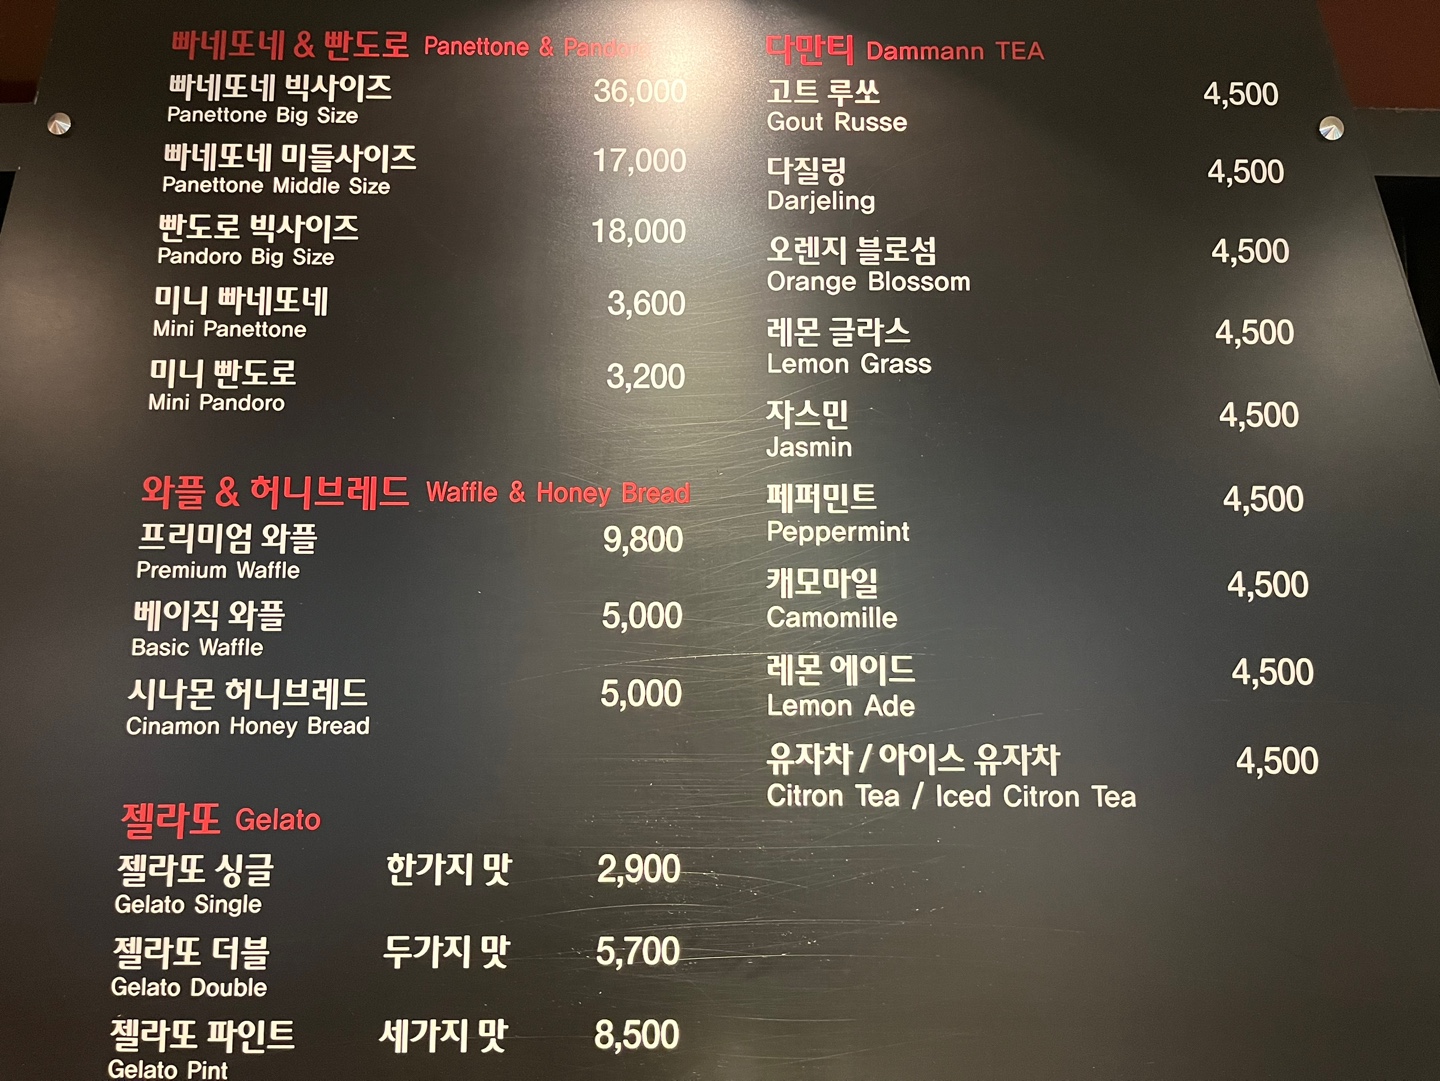 빠네또네 & 빤도로 Panettone & Pandoro
빠네또네 빅사이즈 36,000
Panettone Big Size
빠네또네 미들사이즈 17,000
Panettone Middle Size
빤도로 빅사이즈 18,000
Pandoro Big Size
미니 빠네또네 3,600
Mini Panettone
미니 빤도로 3,200
Mini Pandoro
와플 & 허니브레드 Waffle & Honey Bread
프리미엄 와플 9,800
Premium Waffle
베이직 와플 5,000
Basic Waffle
시나몬 허니브레드 5,000
Cinamon Honey Bread
젤라또 Gelato
젤라또 싱글 한가지 맛 2,900
Gelato Single
젤라또 더블 두가지 맛 5,700
Gelato Double
젤라또 파인트 세가지 맛 8,500
Gelato Pint
다만티 Dammann TEA
고트 루쏘 4,500
Gout Russe
다질링 4,500
Darjeling
오렌지 블로섬 4,500
Orange Blossom
레몬 글라스 4,500
Lemon Grass
자스민 4,500
Jasmin
페퍼민트 4,500
Peppermint
캐모마일 4,500
Camomille
레몬 에이드 4,500
Lemon Ade
유자차 / 아이스 유자차 4,500
Citron Tea / Iced Citron Tea